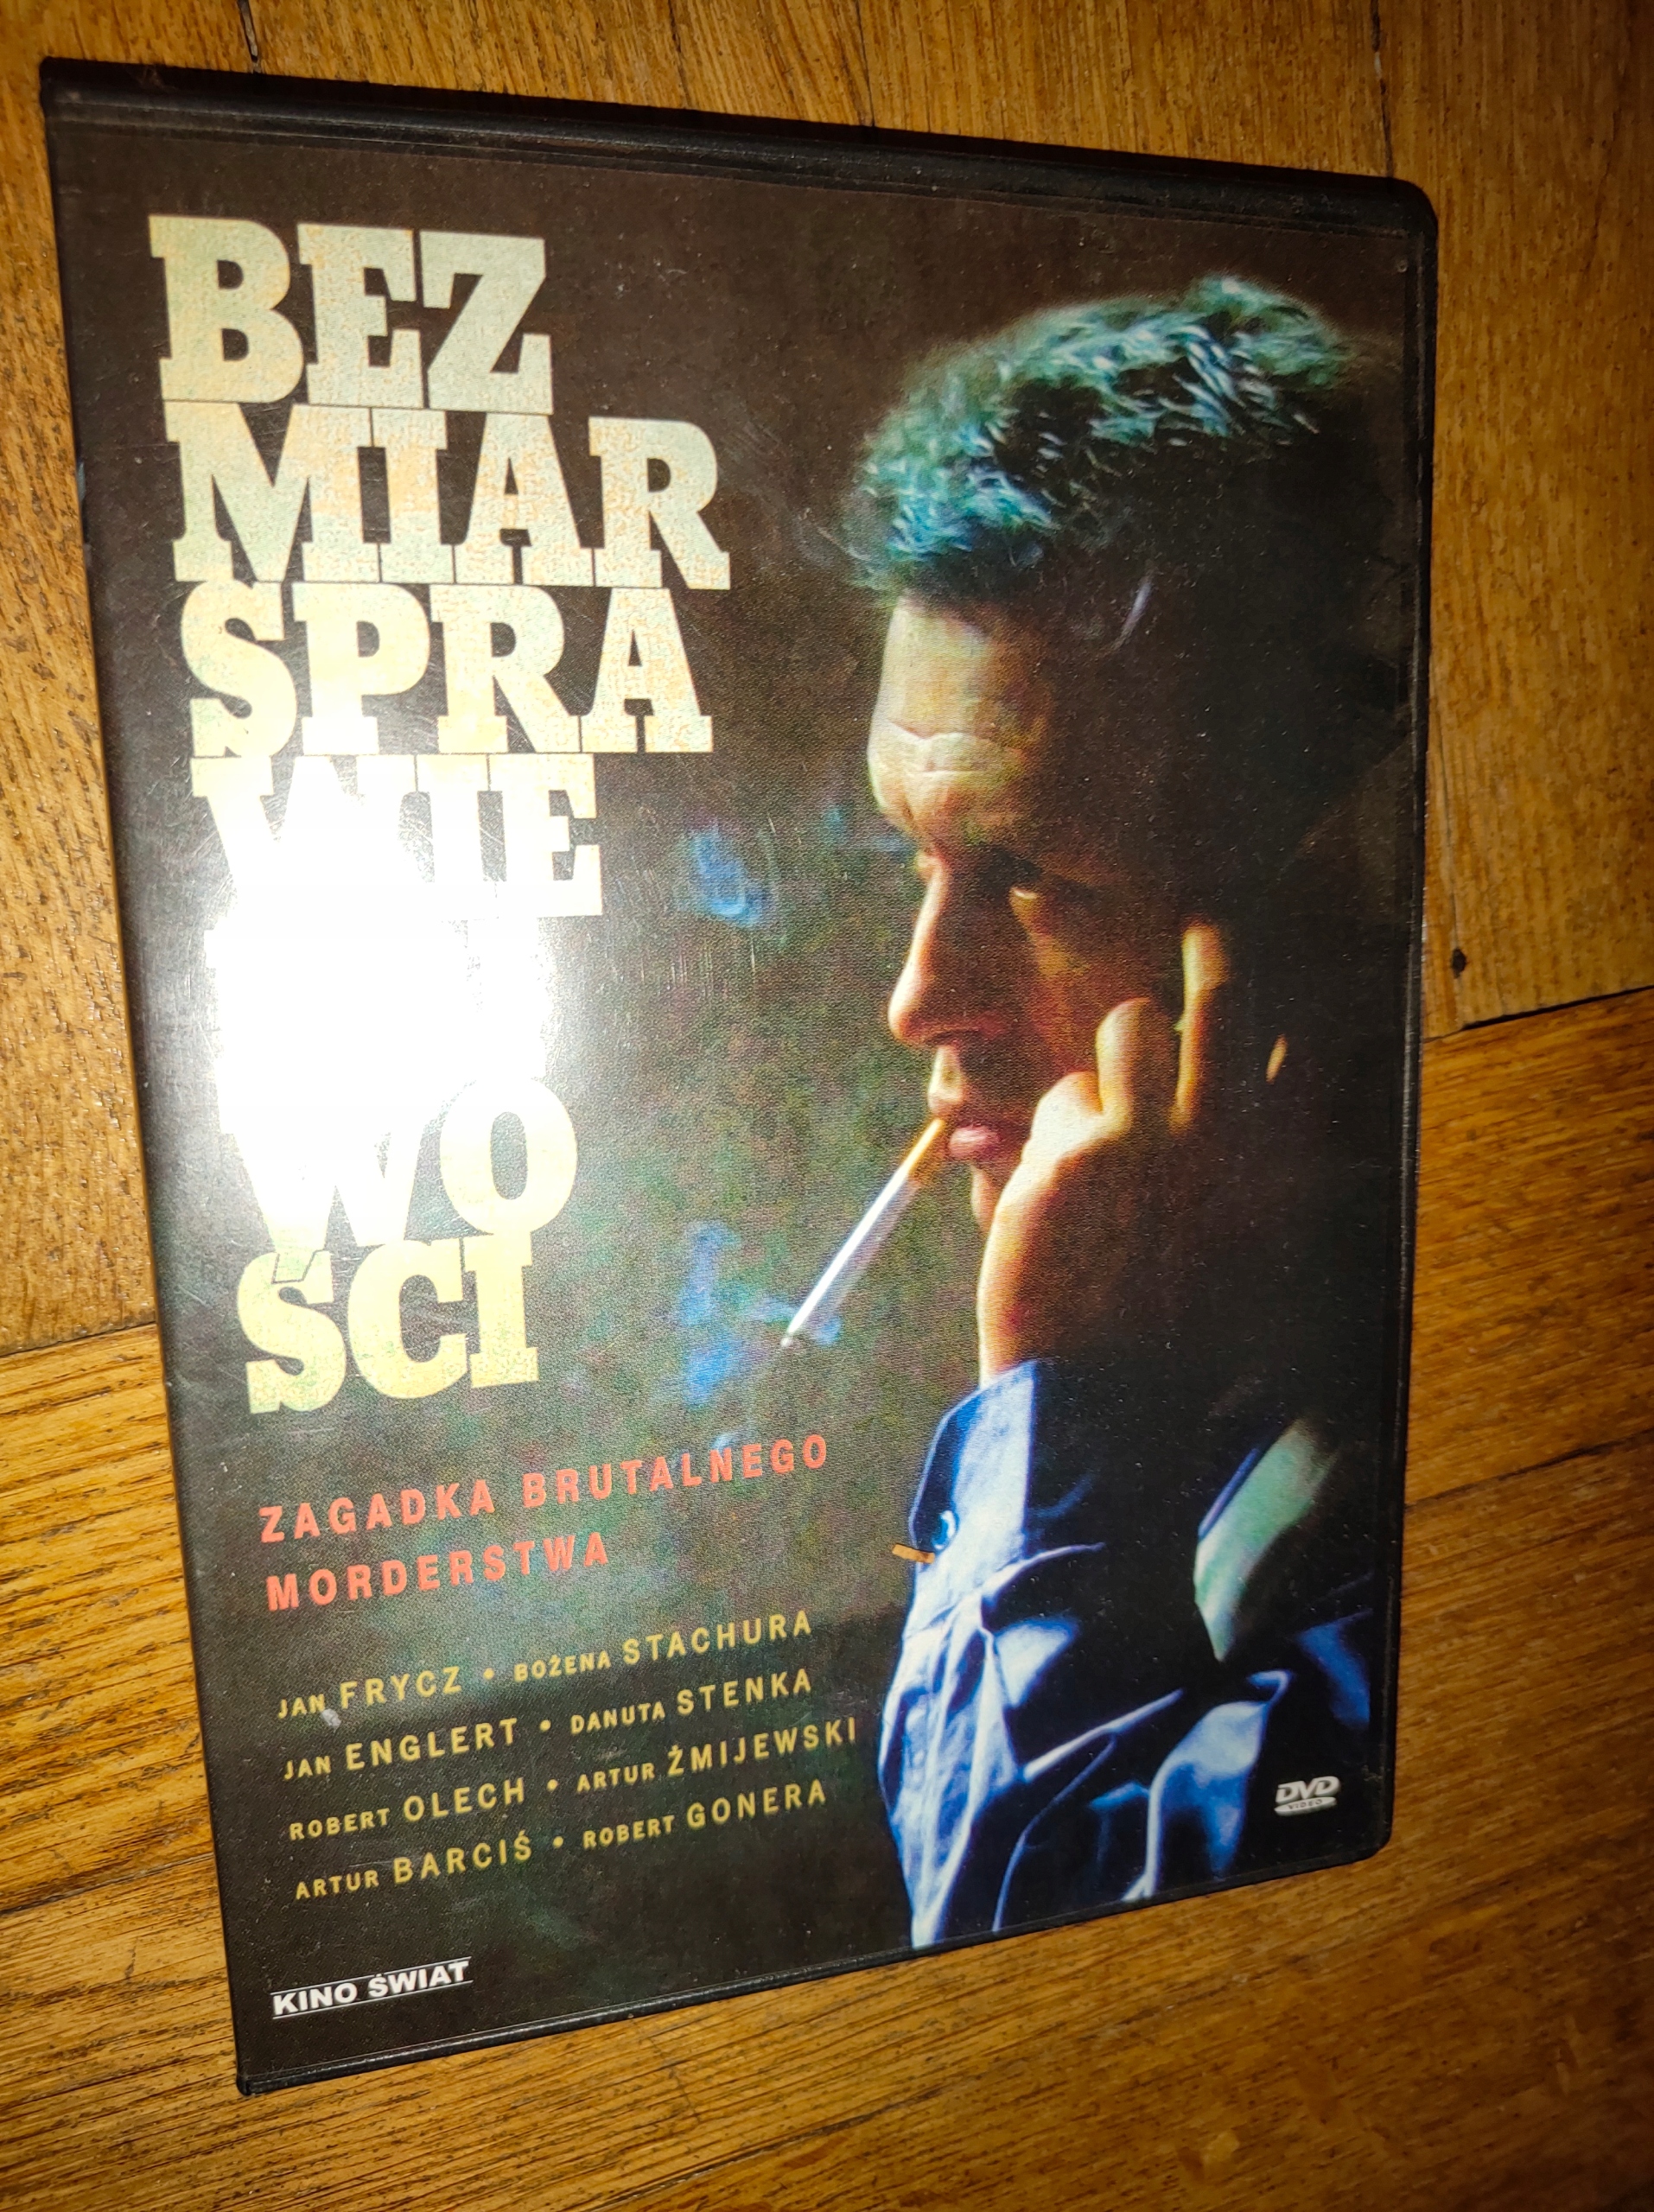 BEZ
MIAR
SPRA
WIE
WO
ŚCI
ZAGADKA BRUTALNEGO
MORDERSTWA
JAN FRYCZ • BOŻENA STACHURA
JAN ENGLERT • DANUTA STENKA
ROBERT OLECH • ARTUR ŻMIJEWSKI
ARTUR BARCIŚ • ROBERT GONERA
KINO ŚWIAT
DVD
VIDEO